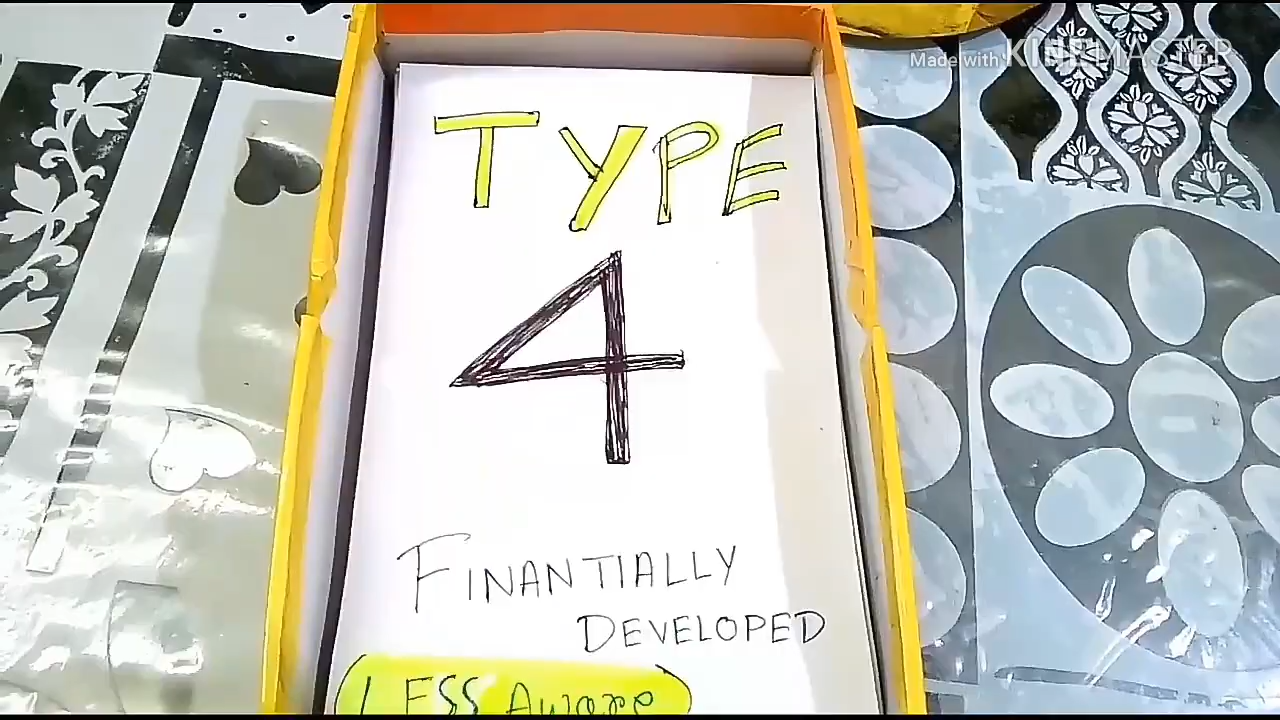 Made with KINEMASTER
TYPE
4
FINANTIALLY
DEVELOPED
LESS Aware